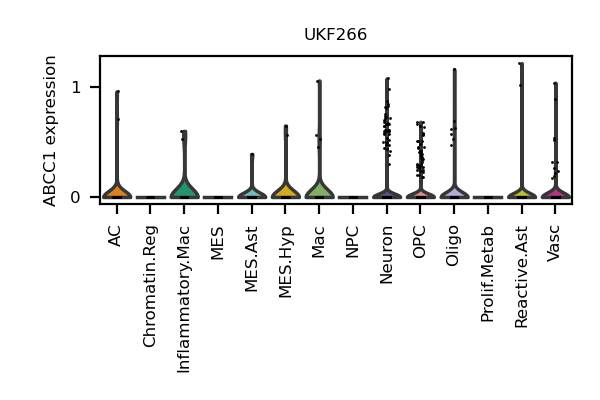 UKF266
ABCC1 expression
1
0
AC
Chromatin.Reg
Inflammatory.Mac
MES
MES.Ast
MES.Hyp
Mac
NPC
Neuron
OPC
Oligo
Prolif.Metab
Reactive.Ast
Vasc